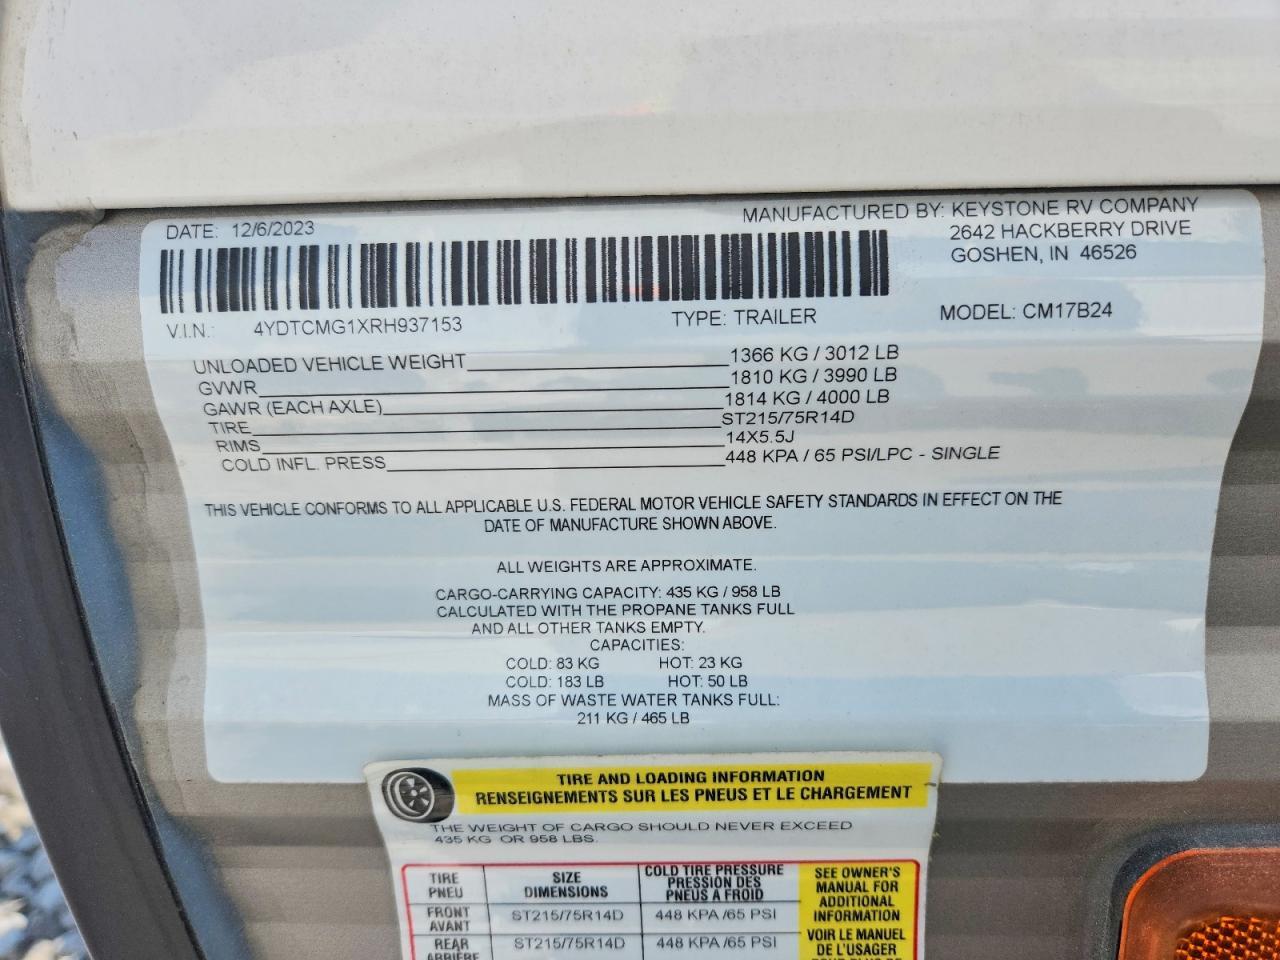 DATE: 12/6/2023
MANUFACTURED BY: KEYSTONE RV COMPANY
2642 HACKBERRY DRIVE
GOSHEN, IN 46526
V.I.N.: 4YDTCMG1XRH937153 TYPE: TRAILER MODEL: CM17B24
UNLOADED VEHICLE WEIGHT 1366 KG / 3012 LB
GVWR 1810 KG / 3990 LB
GAWR (EACH AXLE) 1814 KG / 4000 LB
TIRE ST215/75R14D
RIMS 14X5.5J
COLD INFL. PRESS 448 KPA / 65 PSI/LPC - SINGLE
THIS VEHICLE CONFORMS TO ALL APPLICABLE U.S. FEDERAL MOTOR VEHICLE SAFETY STANDARDS IN EFFECT ON THE
DATE OF MANUFACTURE SHOWN ABOVE.
ALL WEIGHTS ARE APPROXIMATE.
CARGO-CARRYING CAPACITY: 435 KG / 958 LB
CALCULATED WITH THE PROPANE TANKS FULL
AND ALL OTHER TANKS EMPTY.
CAPACITIES:
COLD: 83 KG HOT: 23 KG
COLD: 183 LB HOT: 50 LB
MASS OF WASTE WATER TANKS FULL:
211 KG / 465 LB
TIRE AND LOADING INFORMATION
RENSEIGNEMENTS SUR LES PNEUS ET LE CHARGEMENT
THE WEIGHT OF CARGO SHOULD NEVER EXCEED
435 KG OR 958 LBS.
TIRE
PNEU
SIZE
DIMENSIONS
COLD TIRE PRESSURE
PRESSION DES
PNEUS A FROID
FRONT
AVANT
ST215/75R14D
448 KPA /65 PSI
REAR
ARRIÈRE
ST215/75R14D
448 KPA /65 PSI
SEE OWNER'S
MANUAL FOR
ADDITIONAL
INFORMATION
VOIR LE MANUEL
DE L'USAGER
POUR PLUS DE